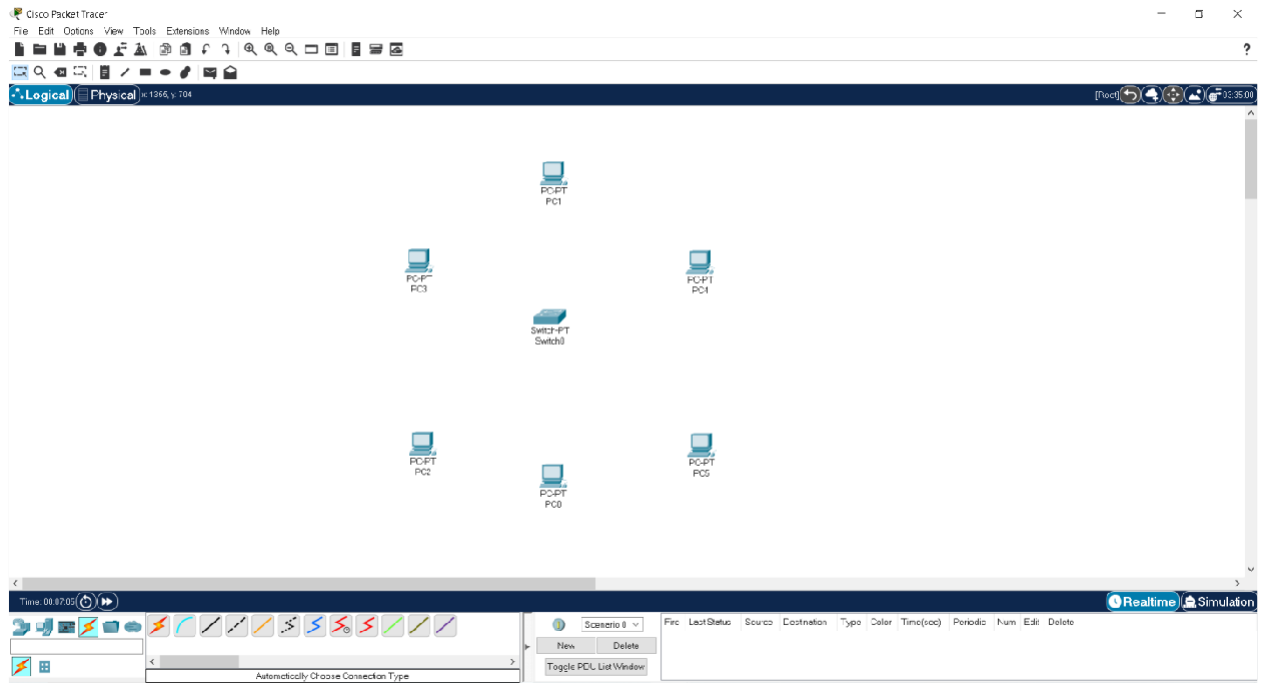 Cisco Packet Tracer
File Edit Options View Tools Extensions Window Help
?
Logical Physical x: 1366, y: 704 [Root] 03:35:00
PC-PT
PC1
PC-PT
PC3
PC-PT
PC4
Switch-PT
Switch0
PC-PT
PC2
PC-PT
PC5
PC-PT
PC0
Time: 00:07:05 Realtime Simulation
Scenario 0
Fire Last Status Source Destination Type Color Time(sec) Periodic Num Edit Delete
New Delete
Toggle PDU List Window
Automatically Choose Connection Type